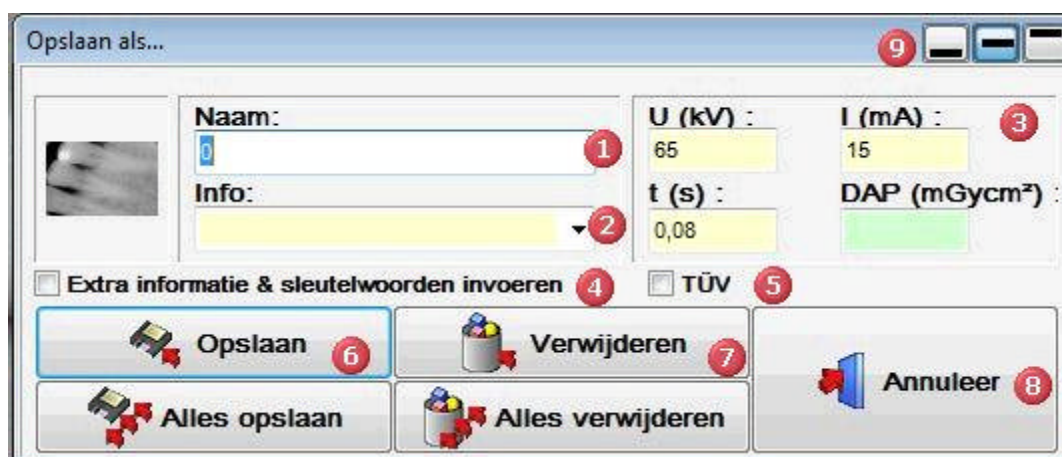 Opslaan als...
9
Naam:
0
1
Info:
2
U (kV) :
65
I (mA) :
15
3
t (s) :
0,08
DAP (mGycm²) :
Extra informatie & sleutelwoorden invoeren
4
TÜV
5
Opslaan
6
Verwijderen
7
Annuleer
8
Alles opslaan
Alles verwijderen